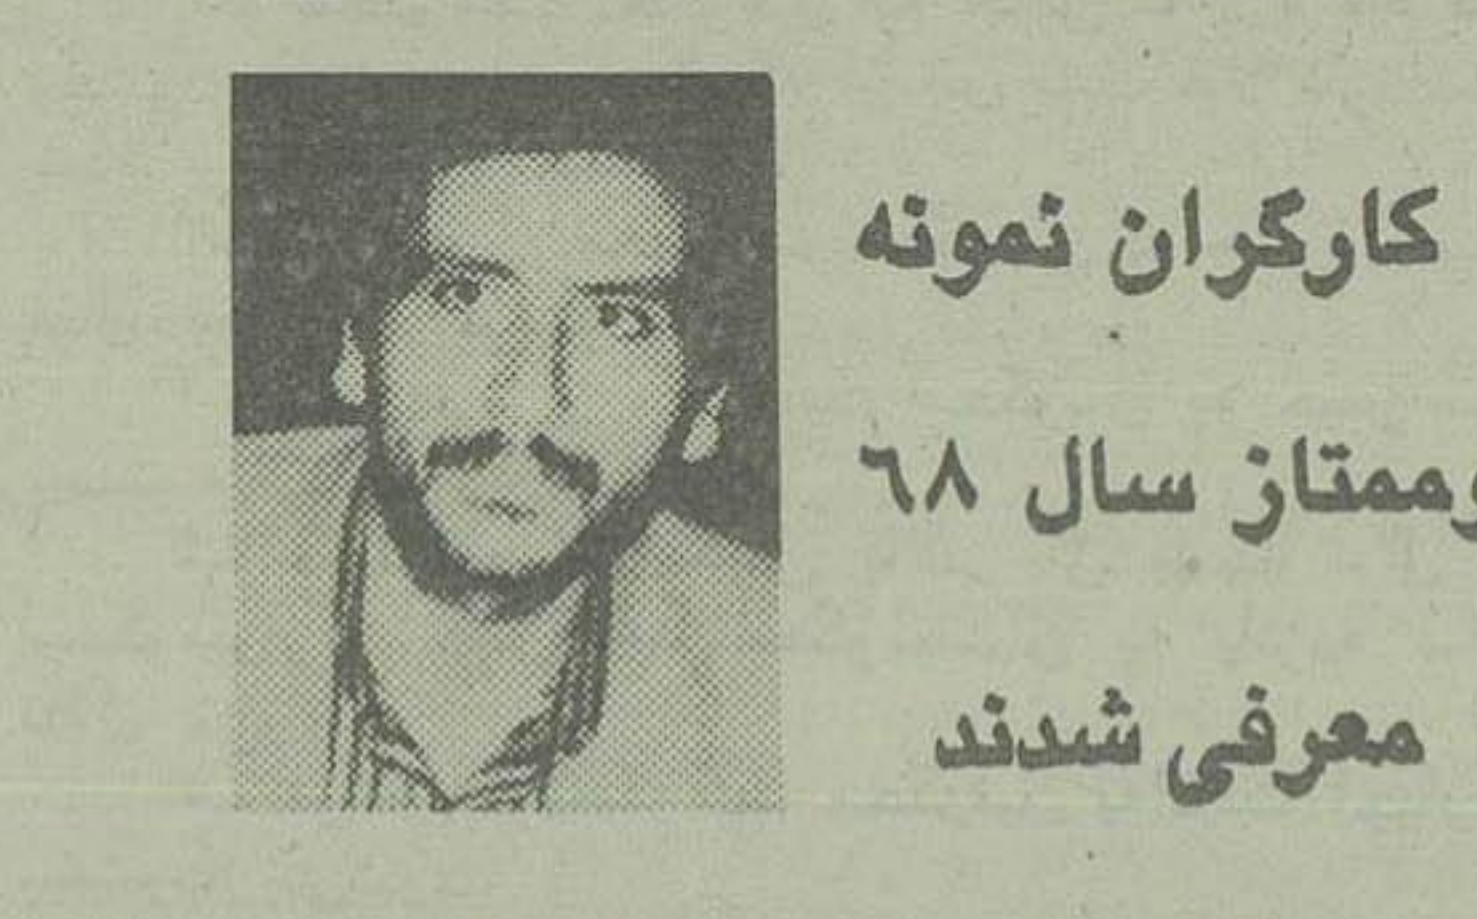 کارگران نمونه
وممتاز سال ٦٨
معرفی شدند